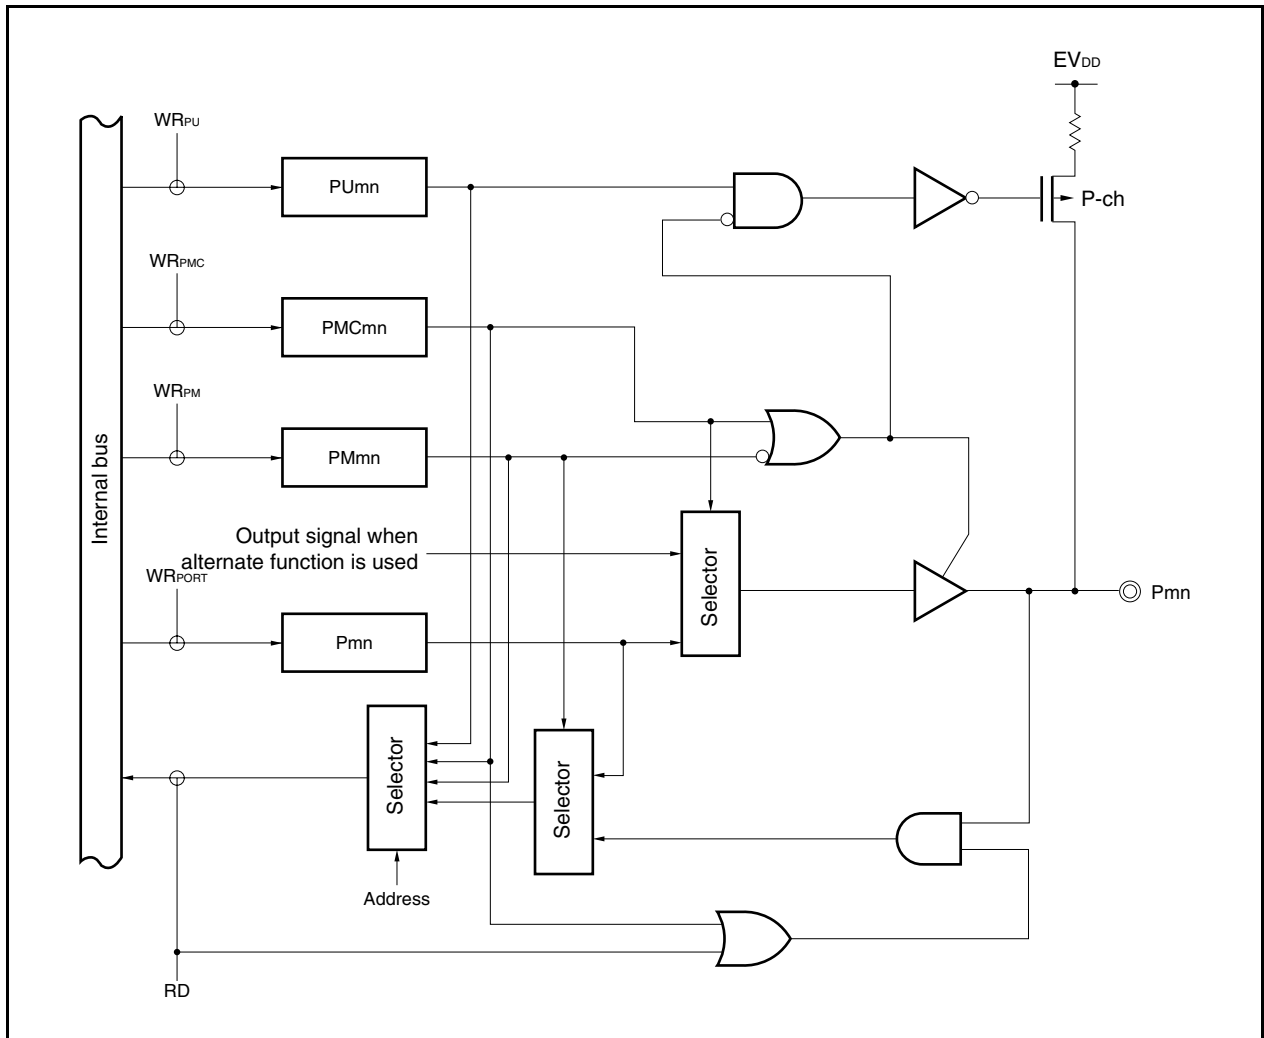 EVDD
WRPU
PUmn
P-ch
WRPMC
PMCmn
WRPM
PMmn
Internal bus
Output signal when
alternate function is used
WRPORT
Selector
Pmn
Pmn
Selector
Selector
Address
RD